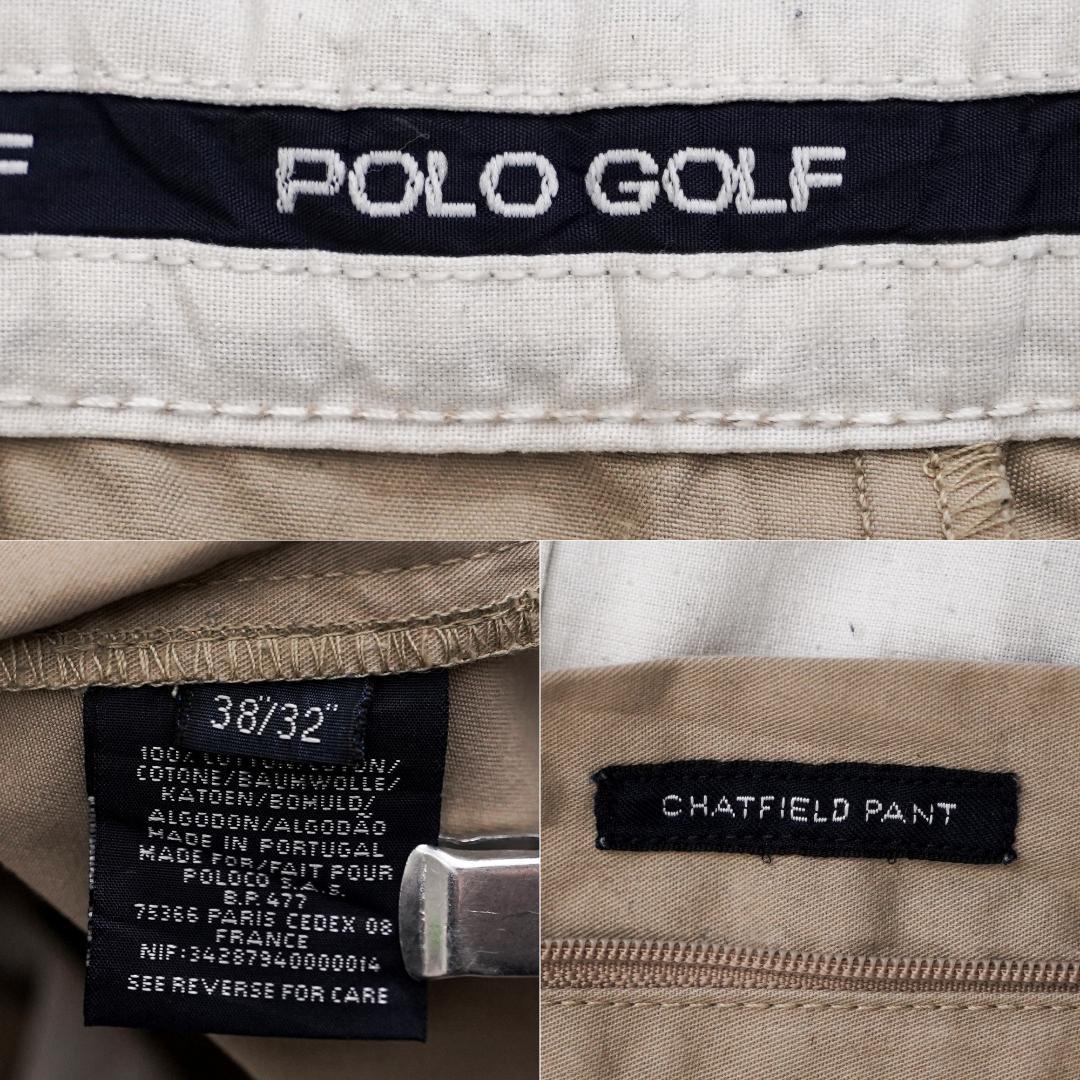 F
POLO GOLF
38"/32"
100% COTTON/COTON/
COTONE/BAUMWOLLE/
KATOEN/BOMULD/
ALGODON/ALGODÃO
MADE IN PORTUGAL
MADE FOR/FAIT POUR
POLOCO S.A.S.
B.P. 477
75366 PARIS CEDEX 08
FRANCE
NIF:34287940000014
SEE REVERSE FOR CARE
CHATFIELD PANT